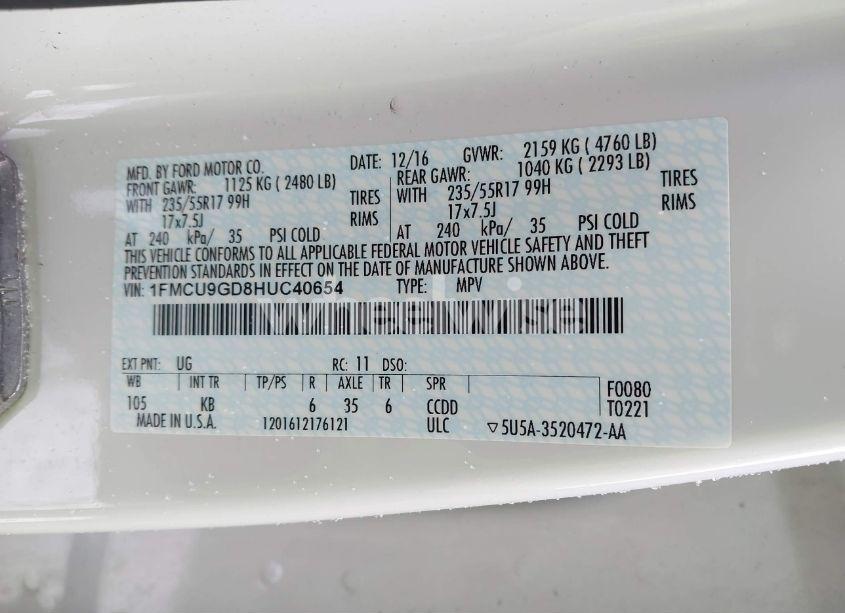 MFD. BY FORD MOTOR CO. DATE: 12/16 GVWR: 2159 KG ( 4760 LB)
FRONT GAWR: 1125 KG ( 2480 LB) REAR GAWR: 1040 KG ( 2293 LB)
WITH 235/55R17 99H TIRES WITH 235/55R17 99H TIRES
17x7.5J RIMS 17x7.5J RIMS
AT 240 kPa/ 35 PSI COLD AT 240 kPa/ 35 PSI COLD
THIS VEHICLE CONFORMS TO ALL APPLICABLE FEDERAL MOTOR VEHICLE SAFETY AND THEFT
PREVENTION STANDARDS IN EFFECT ON THE DATE OF MANUFACTURE SHOWN ABOVE.
VIN: 1FMCU9GD8HUC40654 TYPE: MPV
wheelwise
EXT PNT: UG RC: 11 DSO:
WB INT TR TP/PS R AXLE TR SPR F0080
105 KB 6 35 6 CCDD T0221
MADE IN U.S.A. 1201612176121 ULC ▽5U5A-3520472-AA